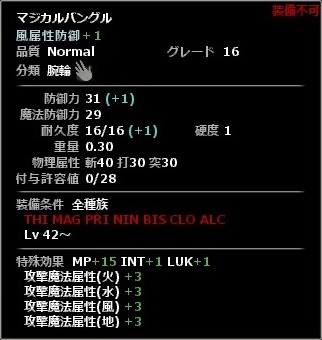 マジカルバングル
装備不可
風属性防御+1
品質 Normal グレード 16
分類 腕輪
防御力 31 (+1)
魔法防御力 29
耐久度 16/16 (+1) 硬度 1
重量 0.30
物理属性 斬40 打30 突30
付与許容値 0/28
装備条件 全種族
THI MAG PRI NIN BIS CLO ALC
Lv 42～
特殊効果 MP+15 INT+1 LUK+1
攻撃魔法属性(火) +3
攻撃魔法属性(水) +3
攻撃魔法属性(風) +3
攻撃魔法属性(地) +3